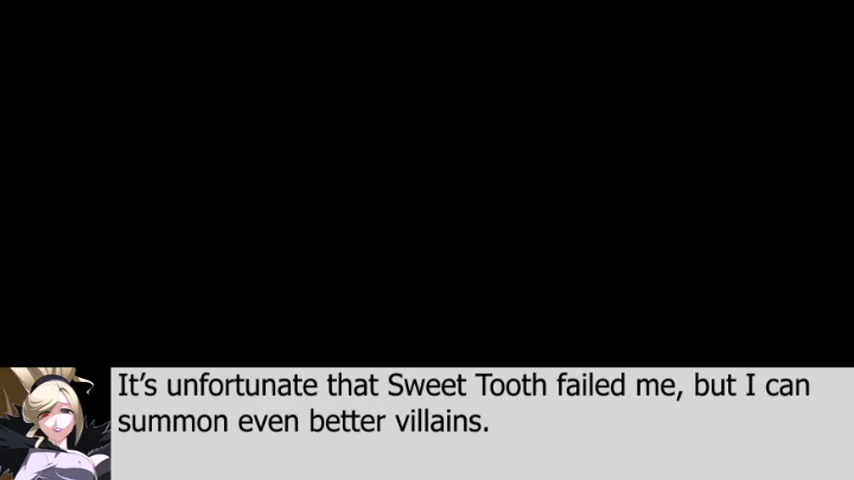 It’s unfortunate that Sweet Tooth failed me, but I can
summon even better villains.